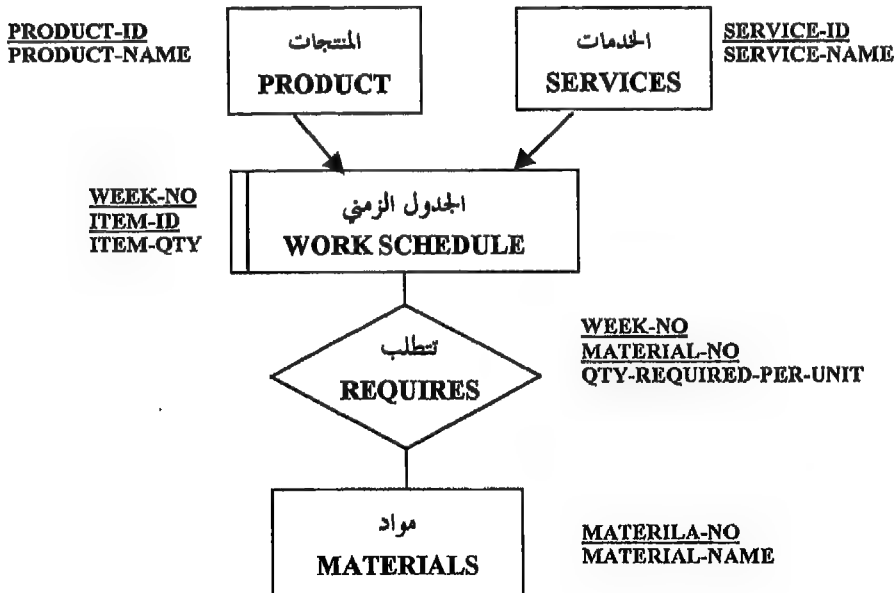 PRODUCT-ID
PRODUCT-NAME
المنتجات
PRODUCT
الخدمات
SERVICES
SERVICE-ID
SERVICE-NAME
WEEK-NO
ITEM-ID
ITEM-QTY
الجدول الزمني
WORK SCHEDULE
تتطلب
REQUIRES
WEEK-NO
MATERIAL-NO
QTY-REQUIRED-PER-UNIT
مواد
MATERIALS
MATERILA-NO
MATERIAL-NAME